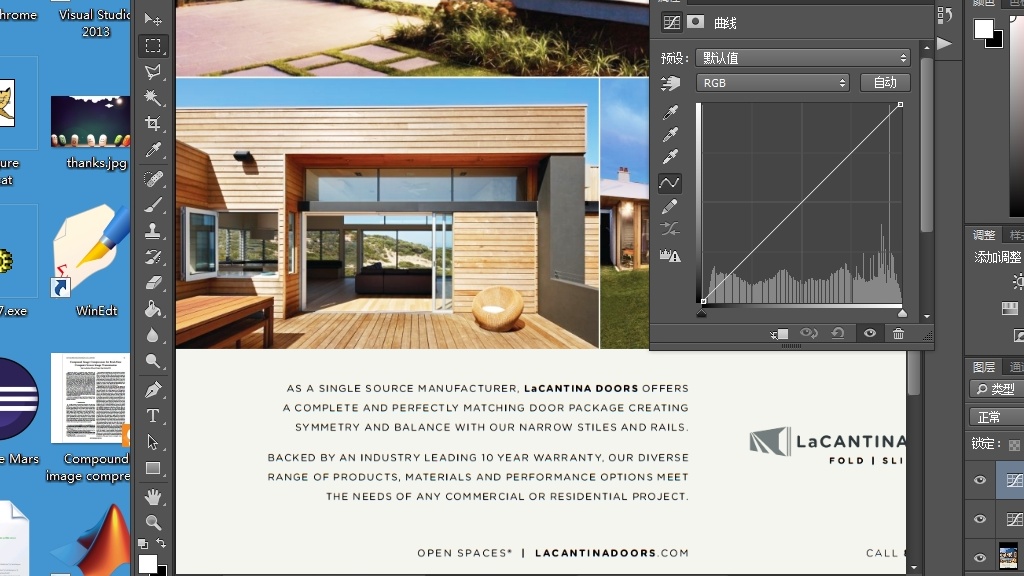 Visual Studio
2013
thanks.jpg
WinEdt
7.exe
Mars
Compound
image compre
曲线
预设:
默认值
RGB
自动
AS A SINGLE SOURCE MANUFACTURER, LaCANTINA DOORS OFFERS
A COMPLETE AND PERFECTLY MATCHING DOOR PACKAGE CREATING
SYMMETRY AND BALANCE WITH OUR NARROW STILES AND RAILS.
BACKED BY AN INDUSTRY LEADING 10 YEAR WARRANTY, OUR DIVERSE
RANGE OF PRODUCTS, MATERIALS AND PERFORMANCE OPTIONS MEET
THE NEEDS OF ANY COMMERCIAL OR RESIDENTIAL PROJECT.
OPEN SPACES* | LACANTINADOORS.COM
LaCANTINA
FOLD | SLI
CALL
调整
添加调整
图层
类型
正常
锁定: